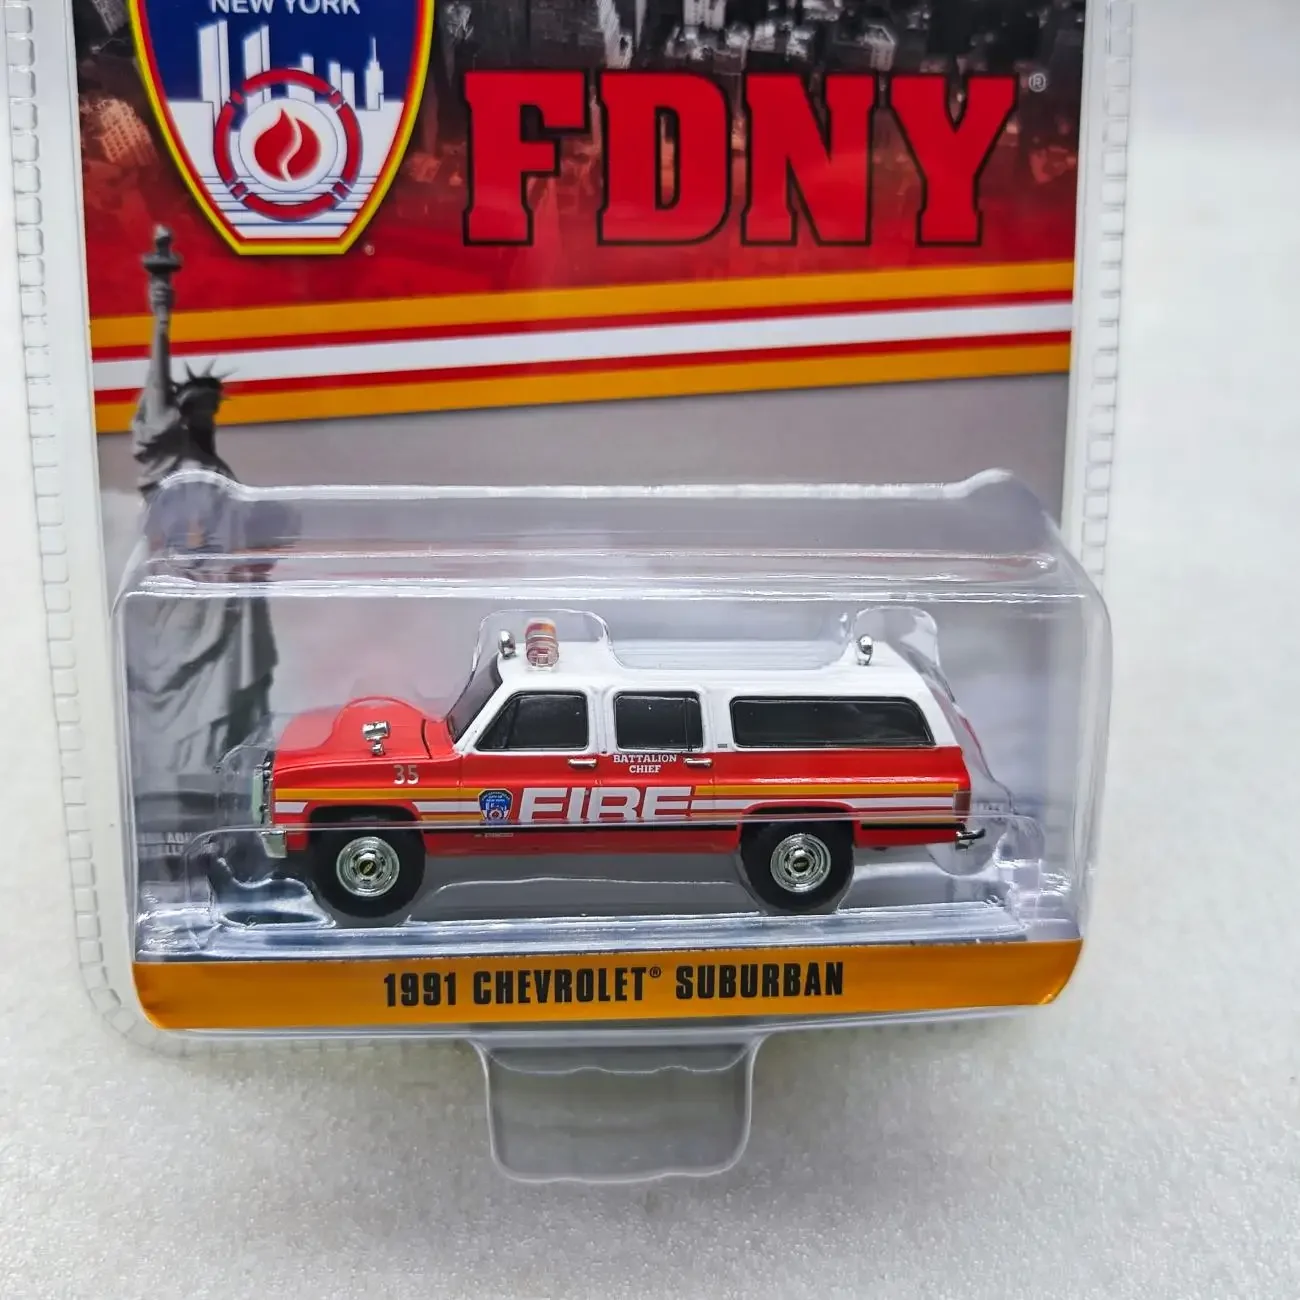 NEW YORK
FDNY®
BATTALION
CHIEF
35
FIRE
1991 CHEVROLET® SUBURBAN